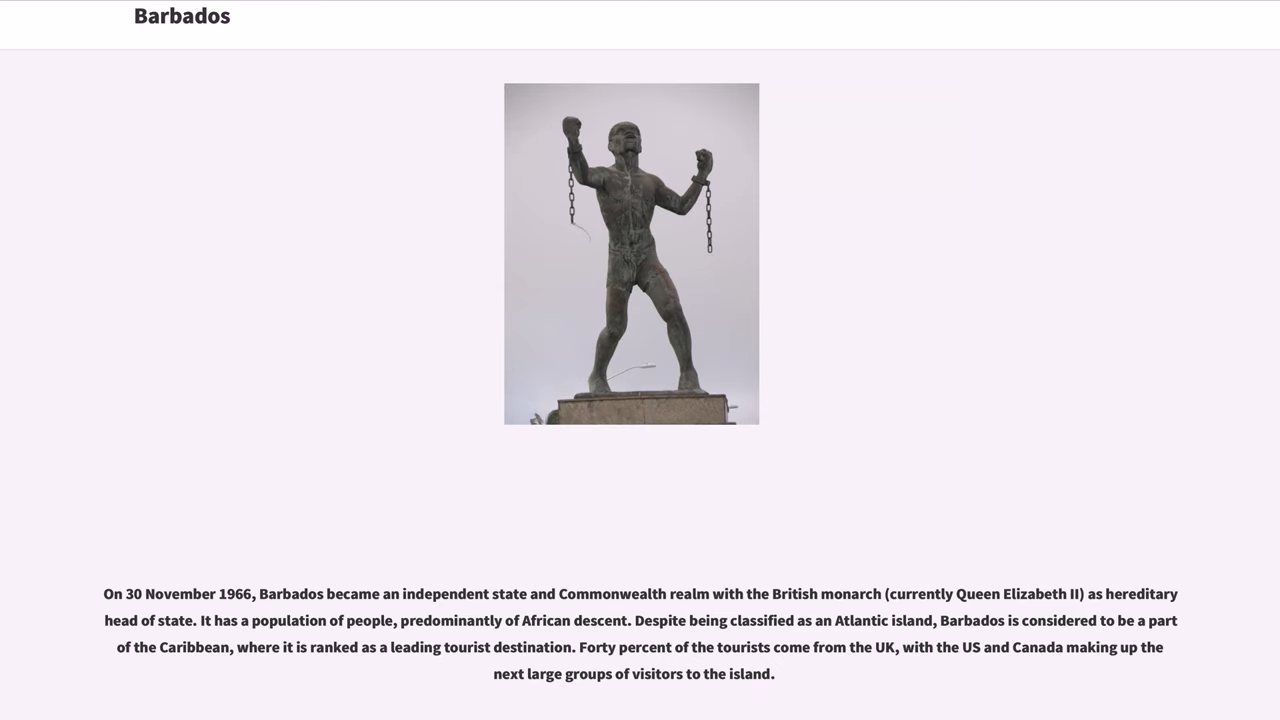 Barbados
On 30 November 1966, Barbados became an independent state and Commonwealth realm with the British monarch (currently Queen Elizabeth II) as hereditary
head of state. It has a population of people, predominantly of African descent. Despite being classified as an Atlantic island, Barbados is considered to be a part
of the Caribbean, where it is ranked as a leading tourist destination. Forty percent of the tourists come from the UK, with the US and Canada making up the
next large groups of visitors to the island.